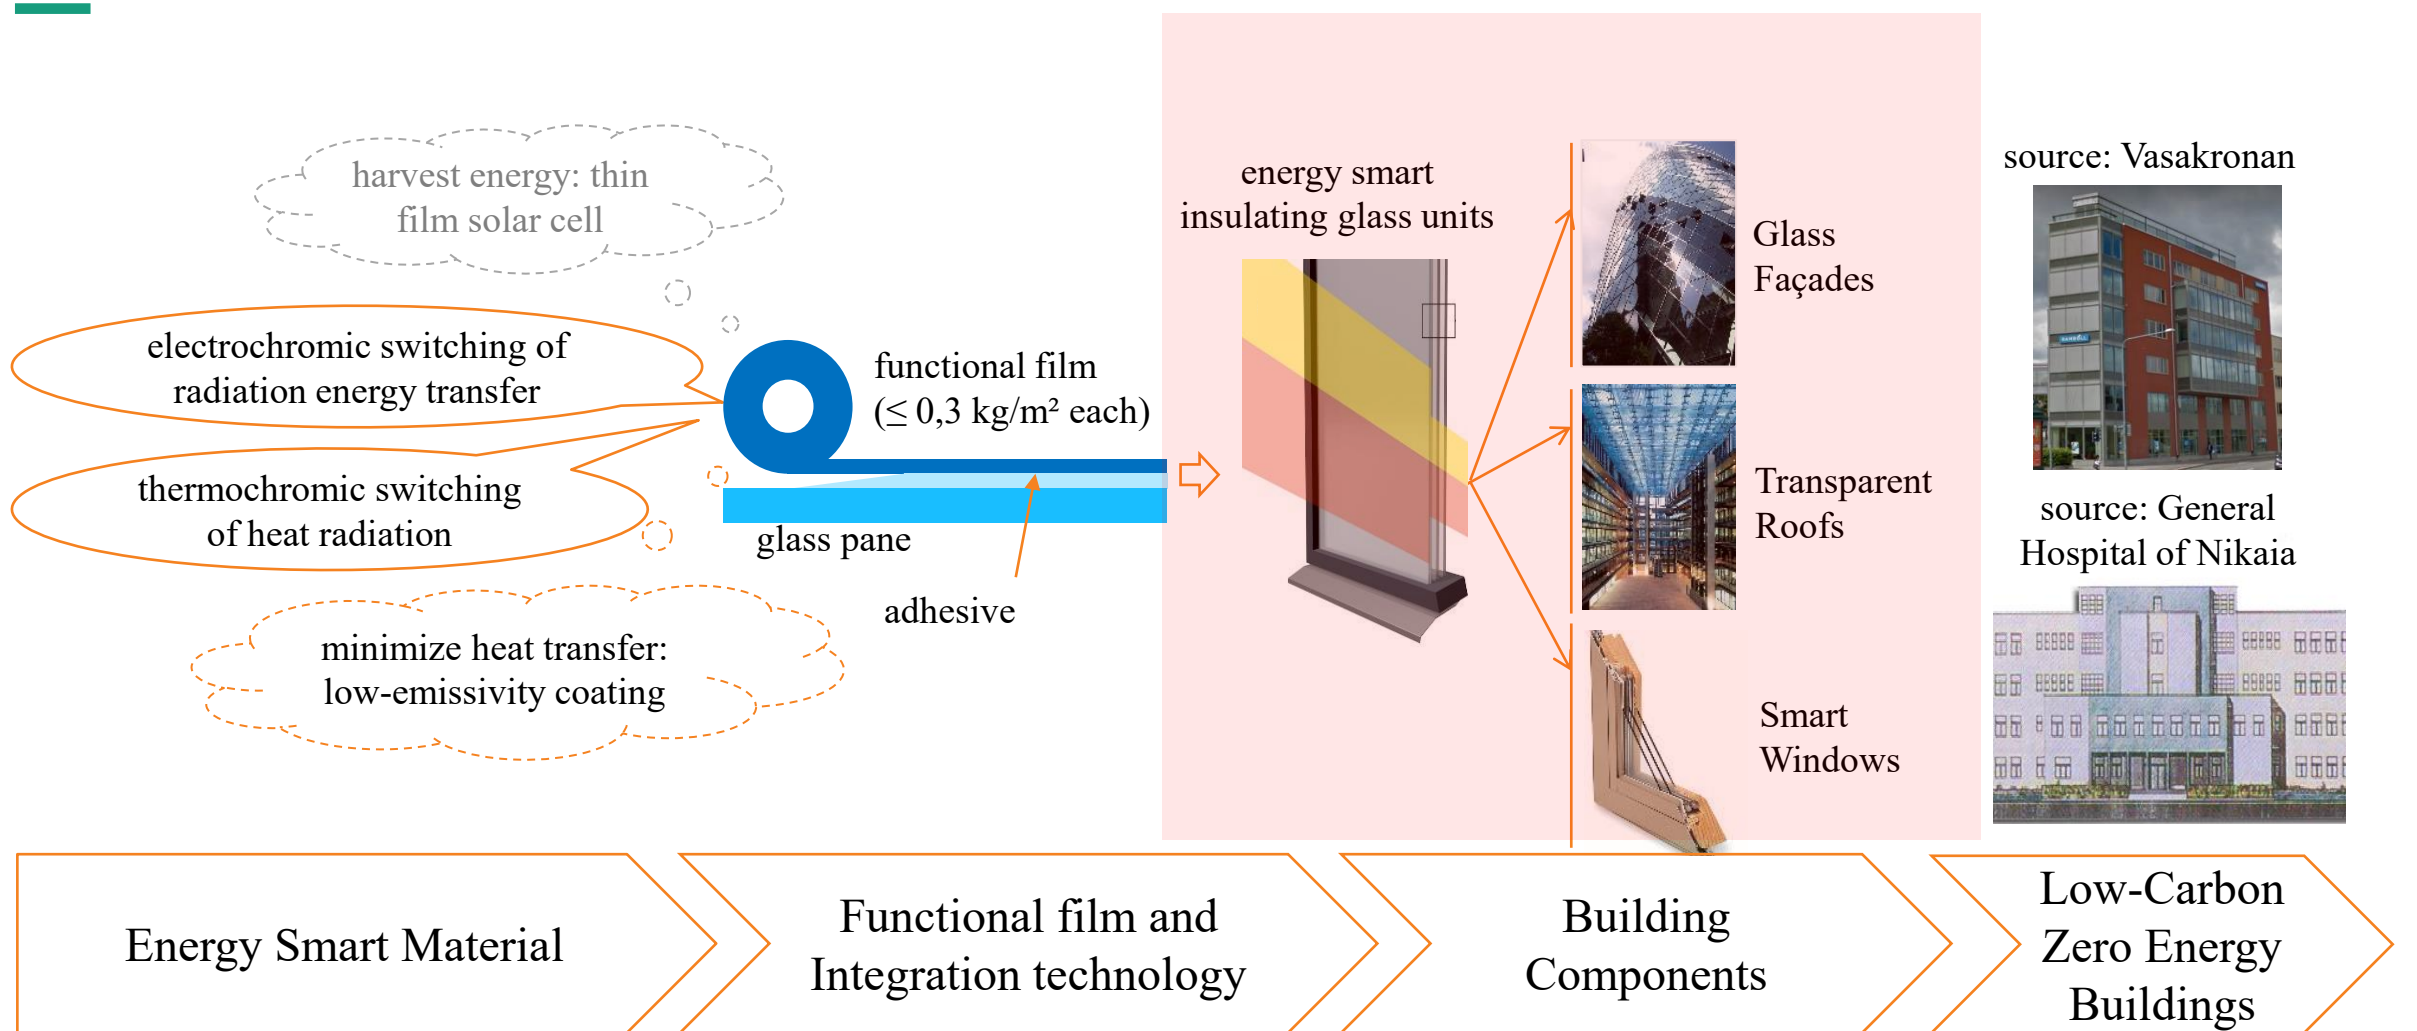 harvest energy: thin
film solar cell
electrochromic switching of
radiation energy transfer
thermochromic switching
of heat radiation
minimize heat transfer:
low-emissivity coating
functional film
(≤ 0,3 kg/m² each)
glass pane
adhesive
energy smart
insulating glass units
Glass
Façades
Transparent
Roofs
Smart
Windows
source: Vasakronan
source: General
Hospital of Nikaia
Energy Smart Material
Functional film and
Integration technology
Building
Components
Low-Carbon
Zero Energy
Buildings